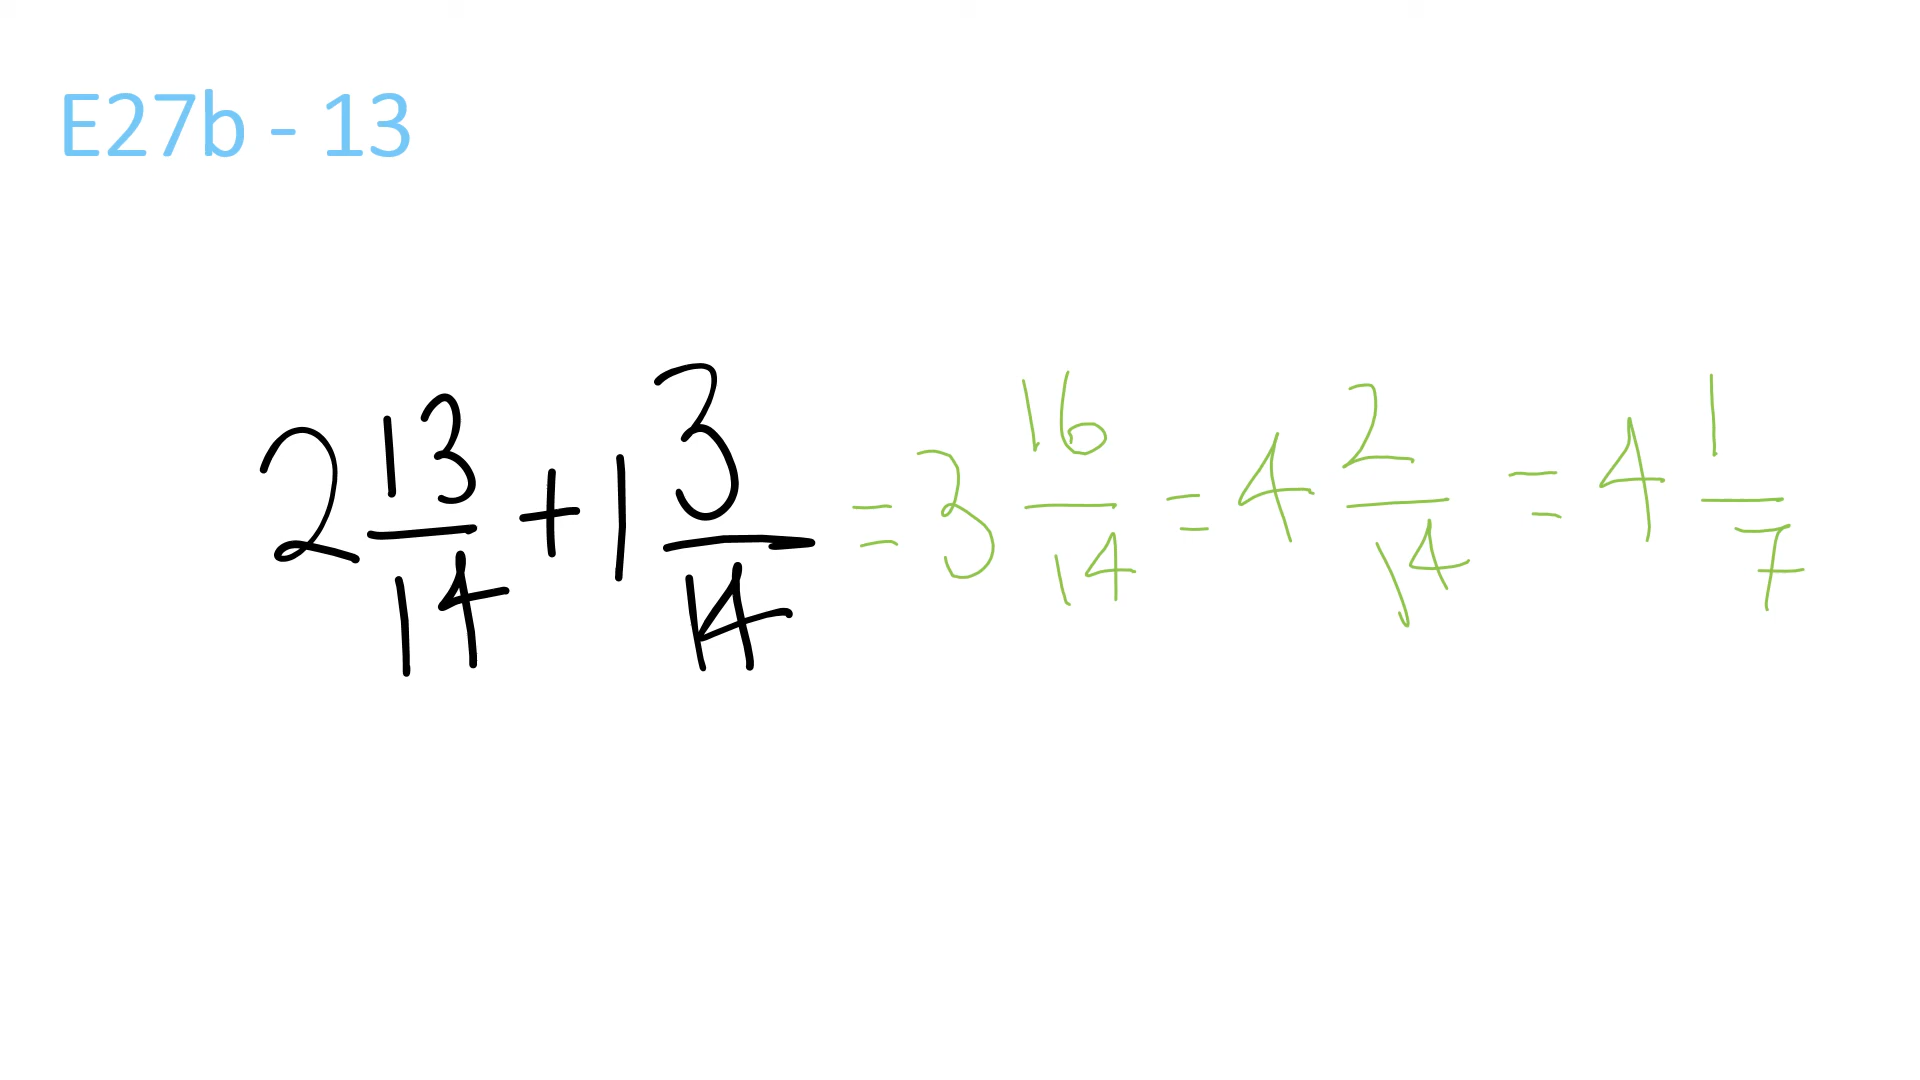 E27b - 13
2 13/14 + 1 3/14 = 3 16/14 = 4 2/14 = 4 1/7